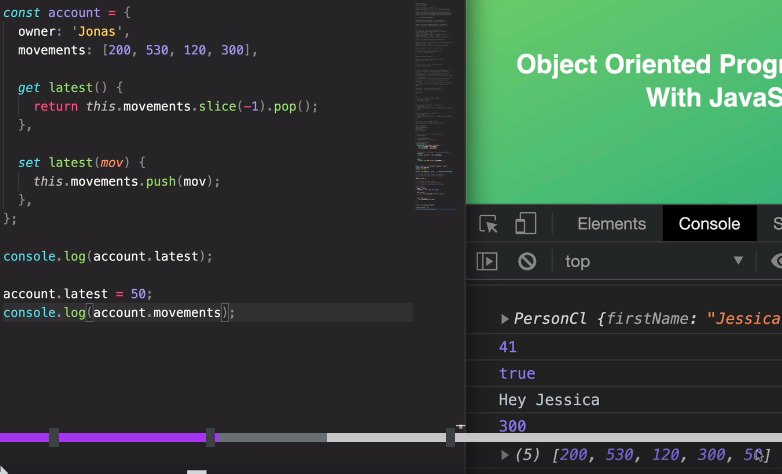 const account = {
owner: 'Jonas',
movements: [200, 530, 120, 300],
get latest() {
return this.movements.slice(-1).pop();
},
set latest(mov) {
this.movements.push(mov);
},
};
console.log(account.latest);
account.latest = 50;
console.log(account.movements);
Object Oriented Prog
With JavaS
Elements Console S
top
PersonCl {firstName: "Jessica
41
true
Hey Jessica
300
(5) [200, 530, 120, 300, 50]